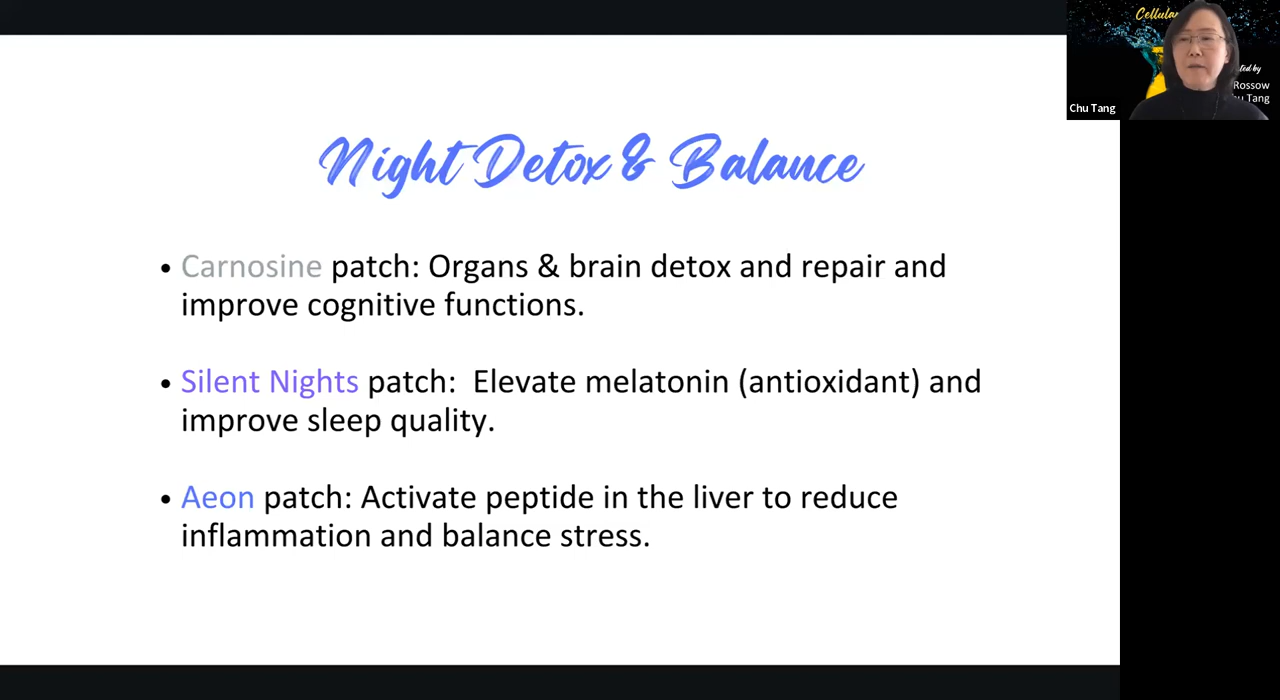 Night Detox & Balance
• Carnosine patch: Organs & brain detox and repair and
improve cognitive functions.
• Silent Nights patch:  Elevate melatonin (antioxidant) and
improve sleep quality.
• Aeon patch: Activate peptide in the liver to reduce
inflammation and balance stress.
Rossow
Tang
Chu Tang